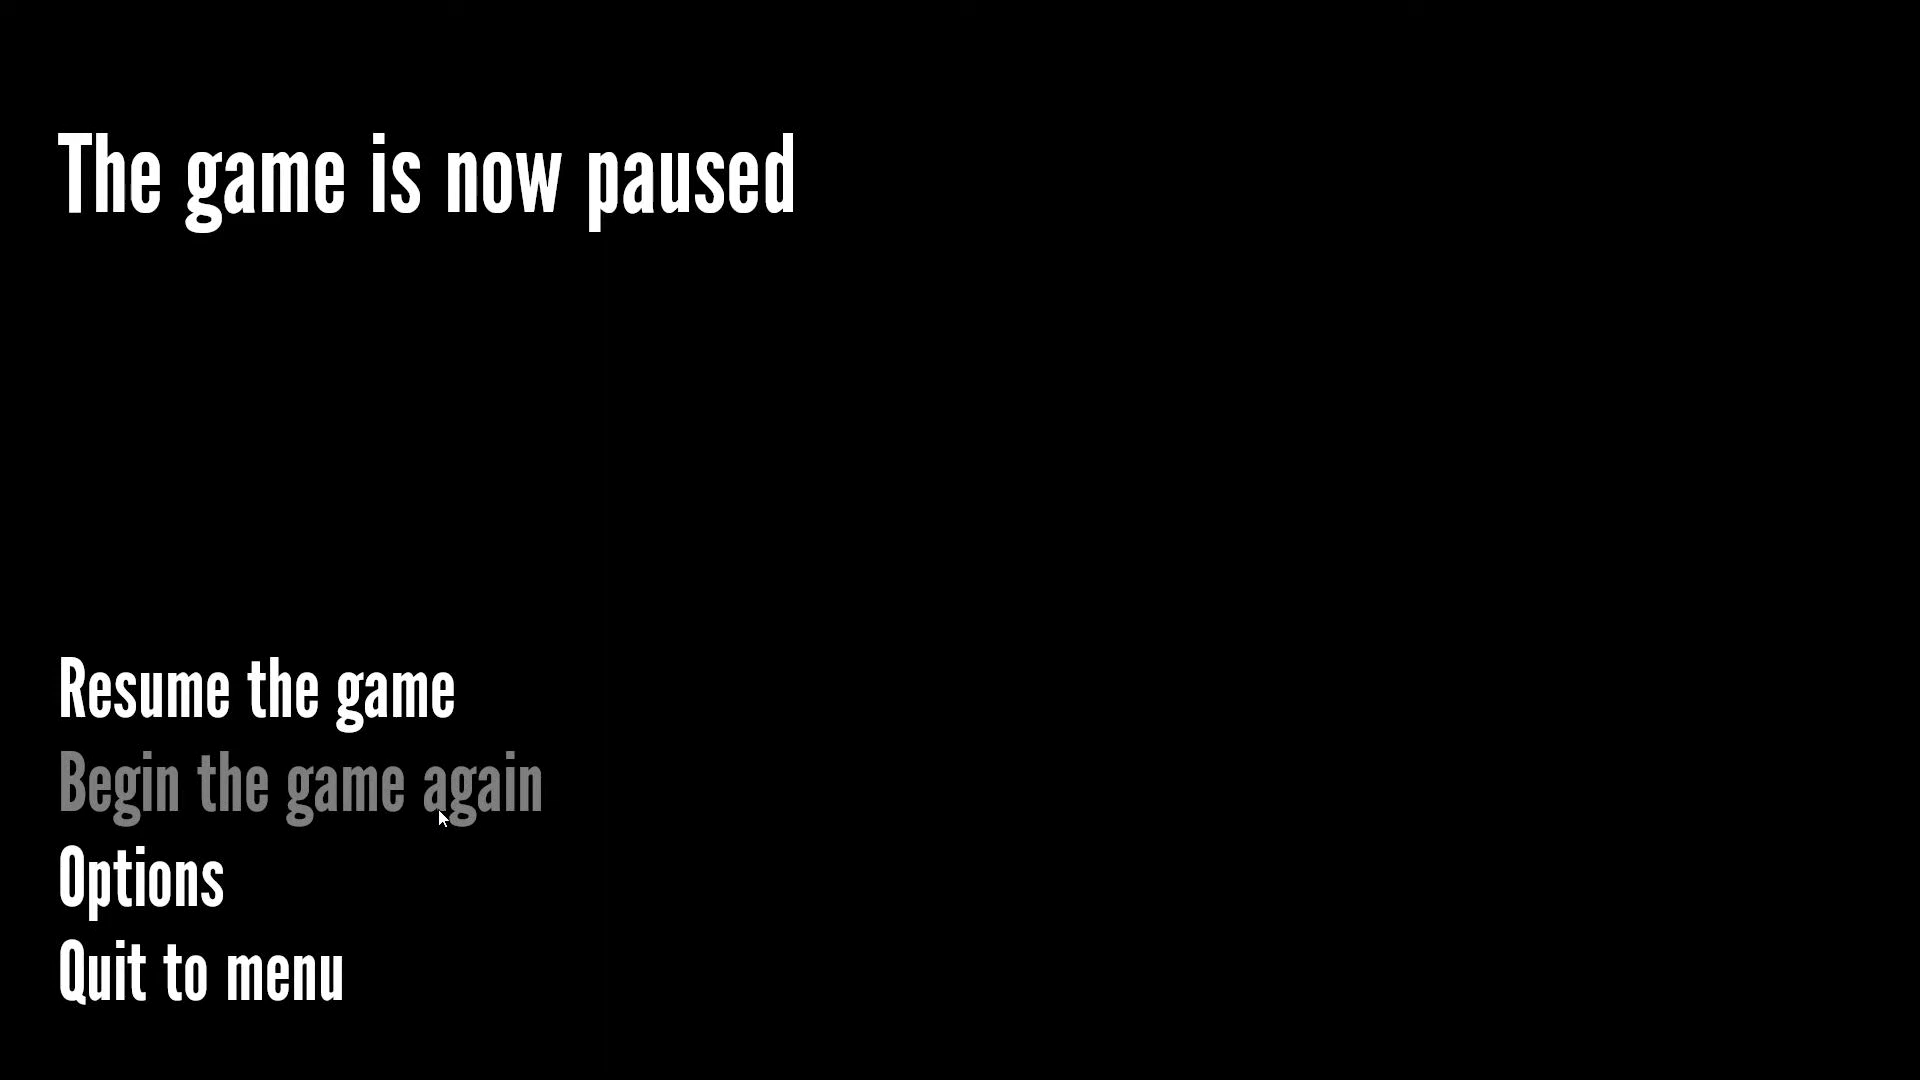 The game is now paused
Resume the game
Begin the game again
Options
Quit to menu